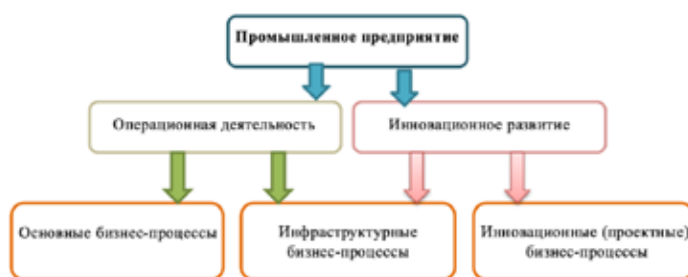 Промышленное предприятие
Операционная деятельность
Инновационное развитие
Основные бизнес-процессы
Инфраструктурные
бизнес-процессы
Инновационные (проектные)
бизнес-процессы